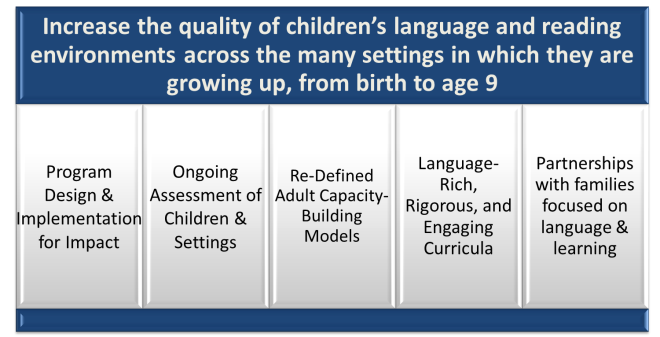 Increase the quality of children’s language and reading
environments across the many settings in which they are
growing up, from birth to age 9
Program
Design &
Implementation
for Impact
Ongoing
Assessment of
Children &
Settings
Re-Defined
Adult Capacity-
Building
Models
Language-
Rich,
Rigorous, and
Engaging
Curricula
Partnerships
with families
focused on
language &
learning